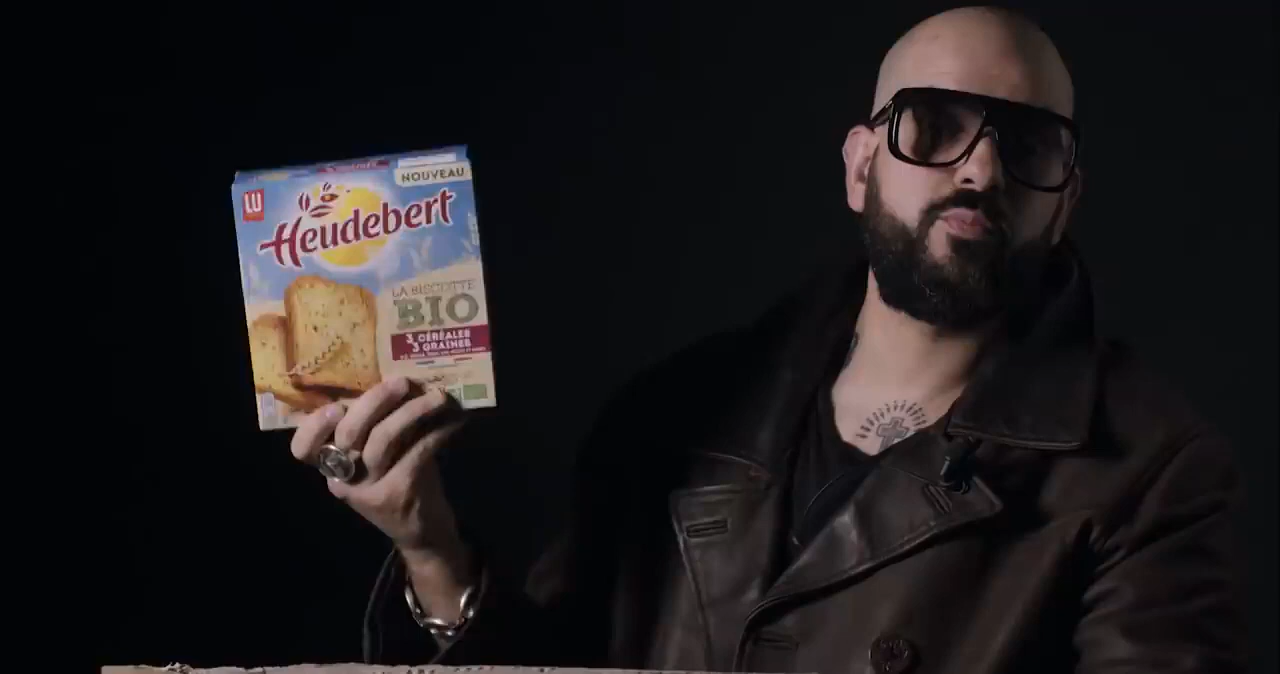 NOUVEAU
LU
Heudebert
LA BISCOTTE
BIO
3 CÉRÉALES
3 GRAINES